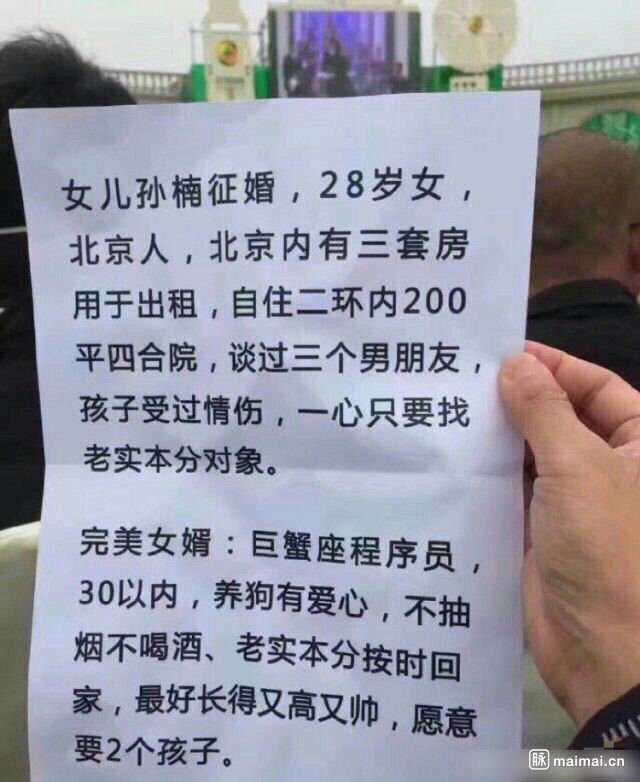 女儿孙楠征婚，28岁女，
北京人，北京内有三套房
用于出租，自住二环内200
平四合院，谈过三个男朋友，
孩子受过情伤，一心只要找
老实本分对象。
完美女婿：巨蟹座程序员，
30以内，养狗有爱心，不抽
烟不喝酒、老实本分按时回
家，最好长得又高又帅，愿意
要2个孩子。
脉 maimai.cn